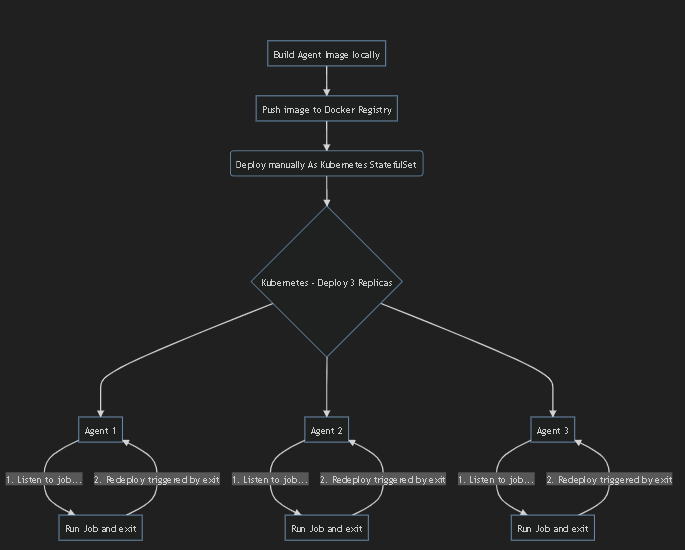 Build Agent Image locally
Push image to Docker Registry
Deploy manually As Kubernetes StatefulSet
Kubernetes - Deploy 3 Replicas
Agent 1
Agent 2
Agent 3
1. Listen to job...
2. Redeploy triggered by exit
1. Listen to job...
2. Redeploy triggered by exit
1. Listen to job...
2. Redeploy triggered by exit
Run Job and exit
Run Job and exit
Run Job and exit